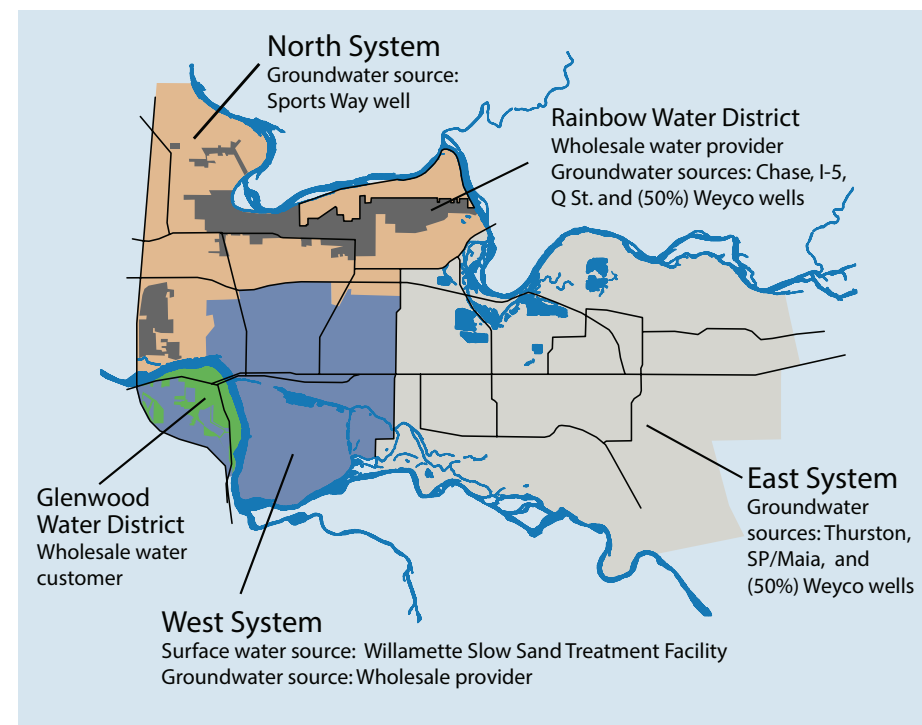 North System
Groundwater source:
Sports Way well
Rainbow Water District
Wholesale water provider
Groundwater sources: Chase, I-5,
Q St. and (50%) Weyco wells
Glenwood
Water District
Wholesale water
customer
East System
Groundwater
sources: Thurston,
SP/Maia, and
(50%) Weyco wells
West System
Surface water source: Willamette Slow Sand Treatment Facility
Groundwater source: Wholesale provider